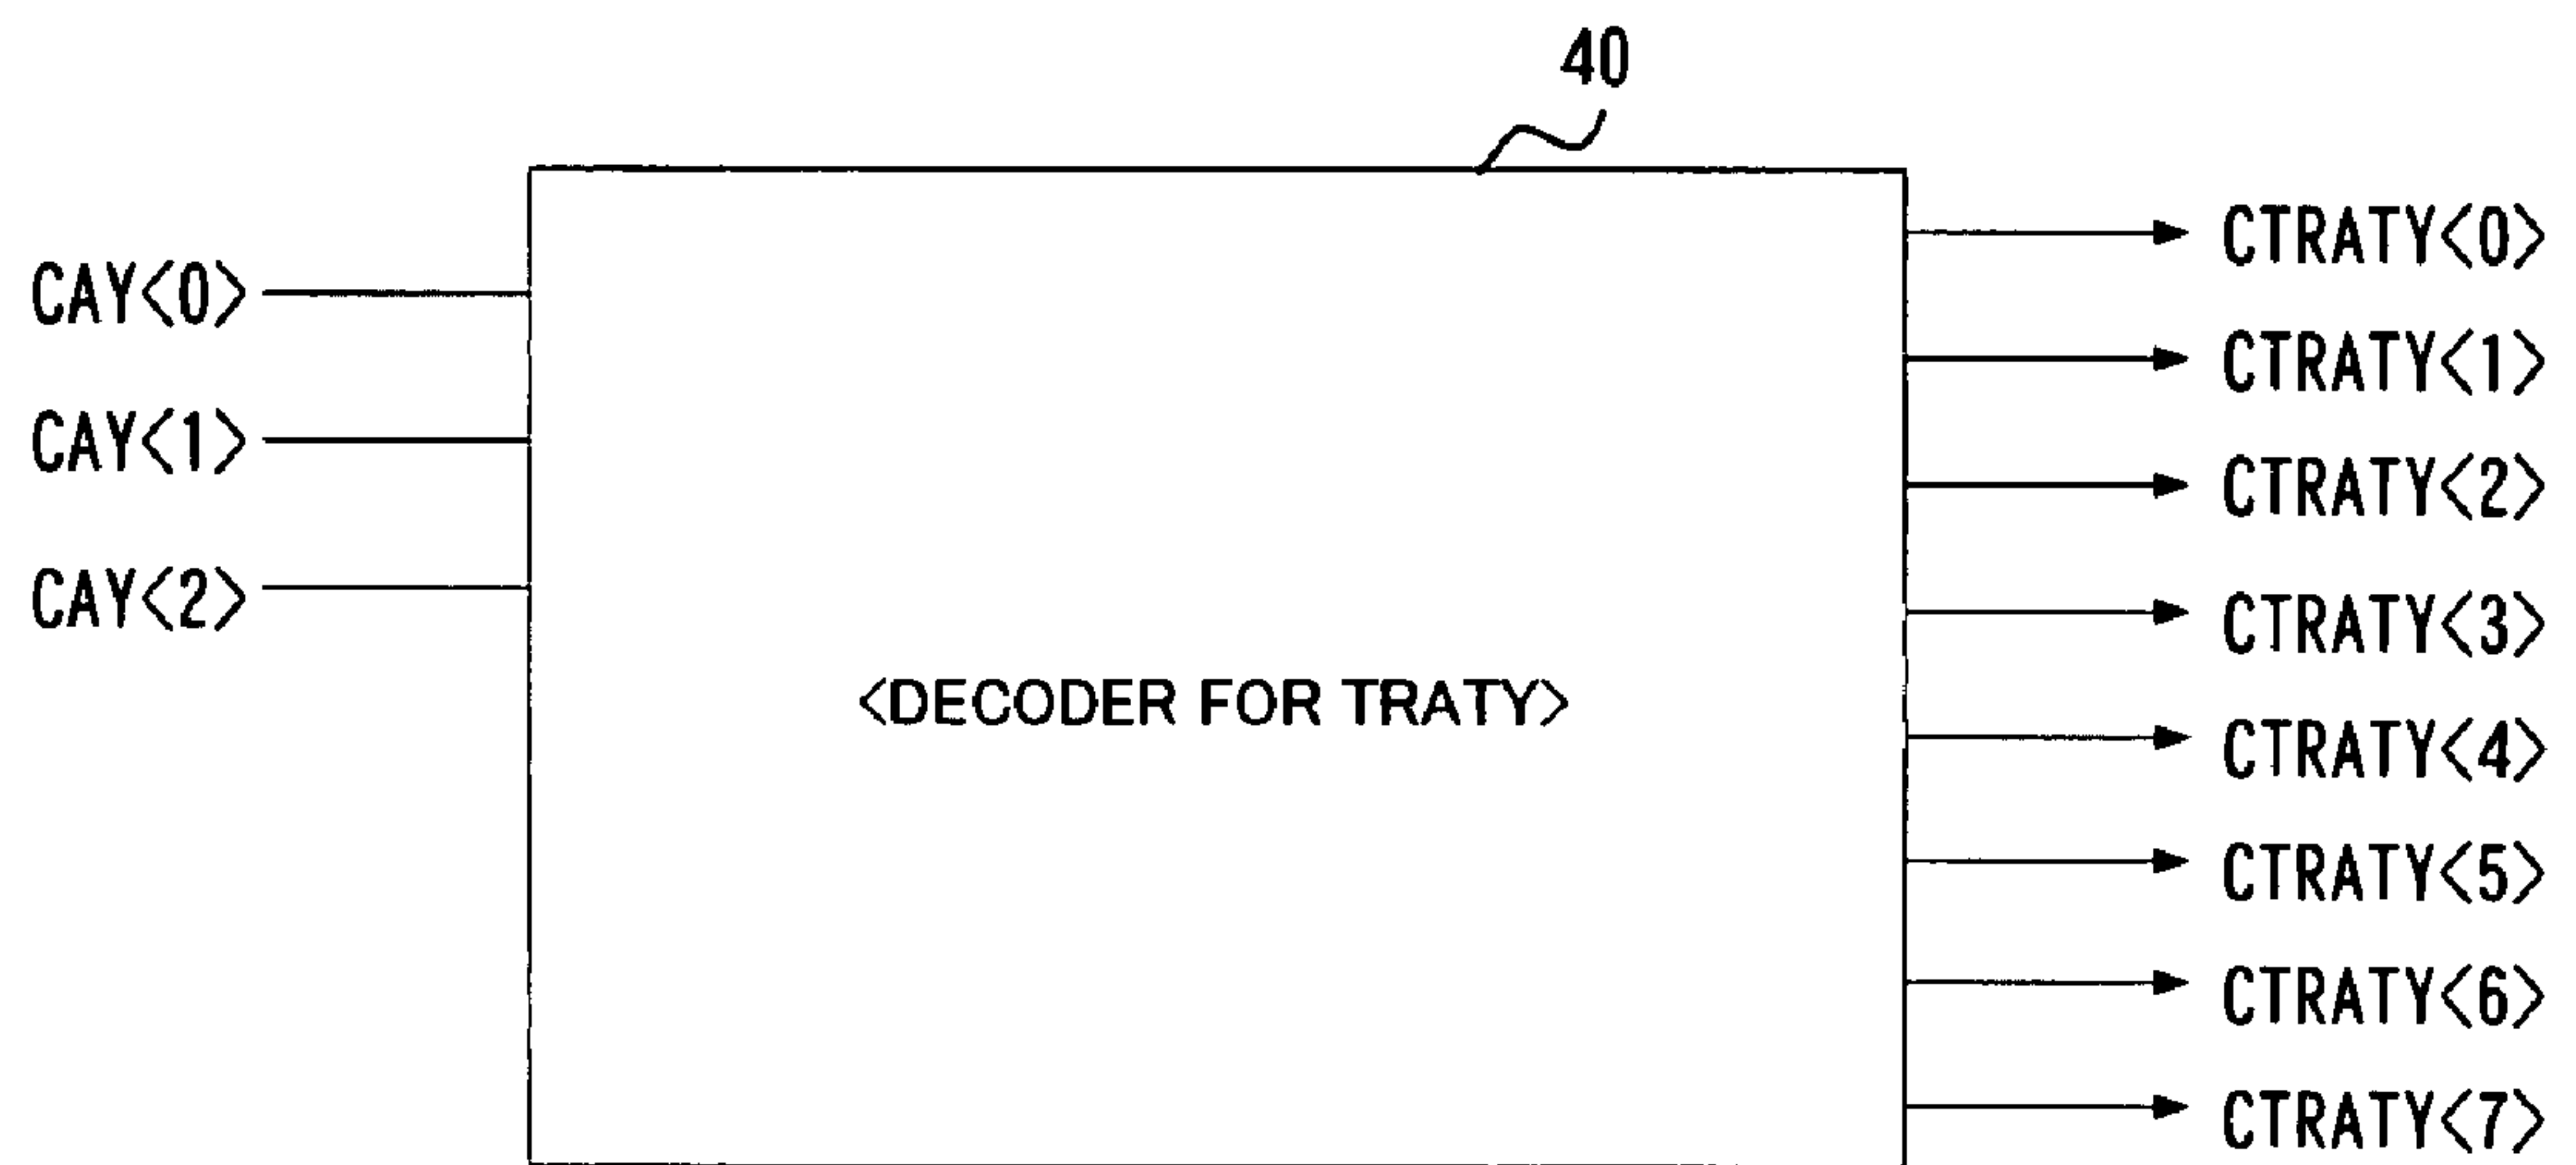 40
CAY<0>
CAY<1>
CAY<2>
<DECODER FOR TRATY>
CTRATY<0>
CTRATY<1>
CTRATY<2>
CTRATY<3>
CTRATY<4>
CTRATY<5>
CTRATY<6>
CTRATY<7>